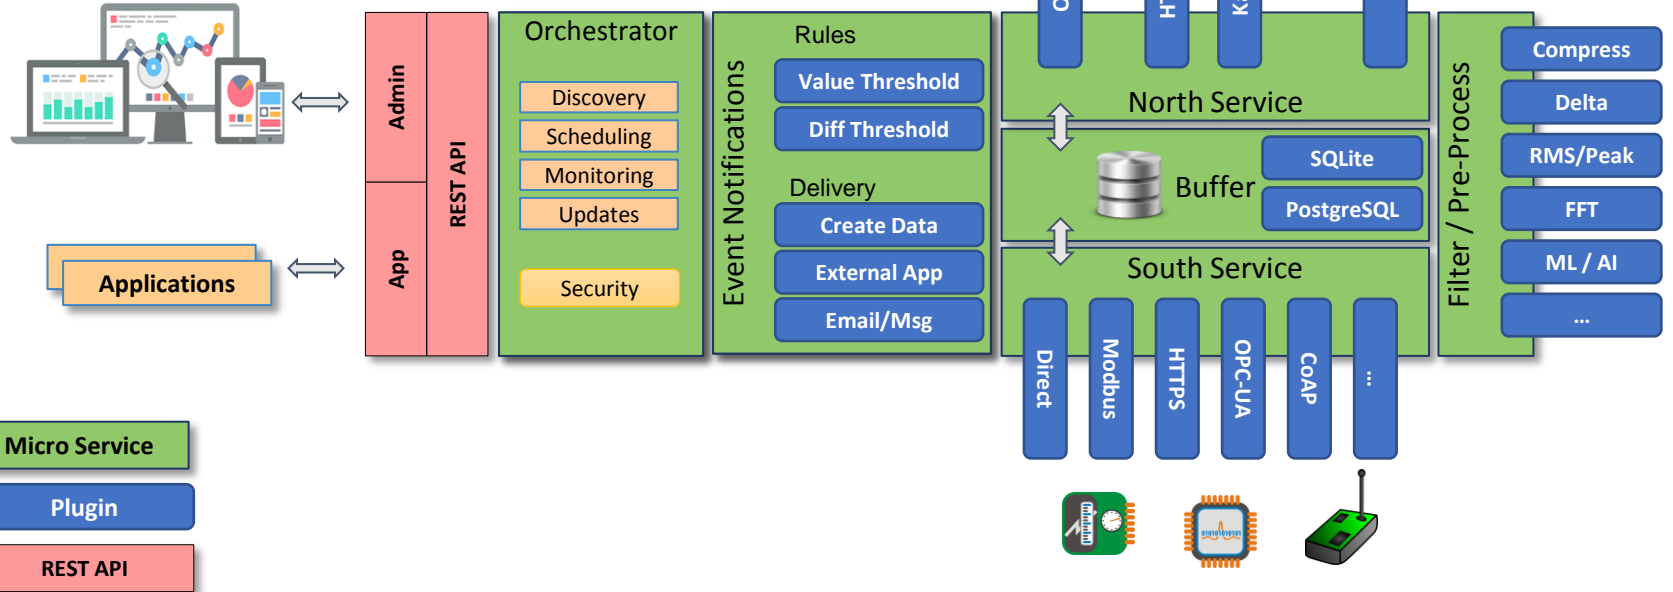 Admin
App
REST API
Applications
Orchestrator
Discovery
Scheduling
Monitoring
Updates
Security
Event Notifications
Rules
Value Threshold
Diff Threshold
Delivery
Create Data
External App
Email/Msg
North Service
Buffer
SQLite
PostgreSQL
South Service
Direct
Modbus
HTTPS
OPC-UA
CoAP
...
Filter / Pre-Process
Compress
Delta
RMS/Peak
FFT
ML / AI
...
Micro Service
Plugin
REST API